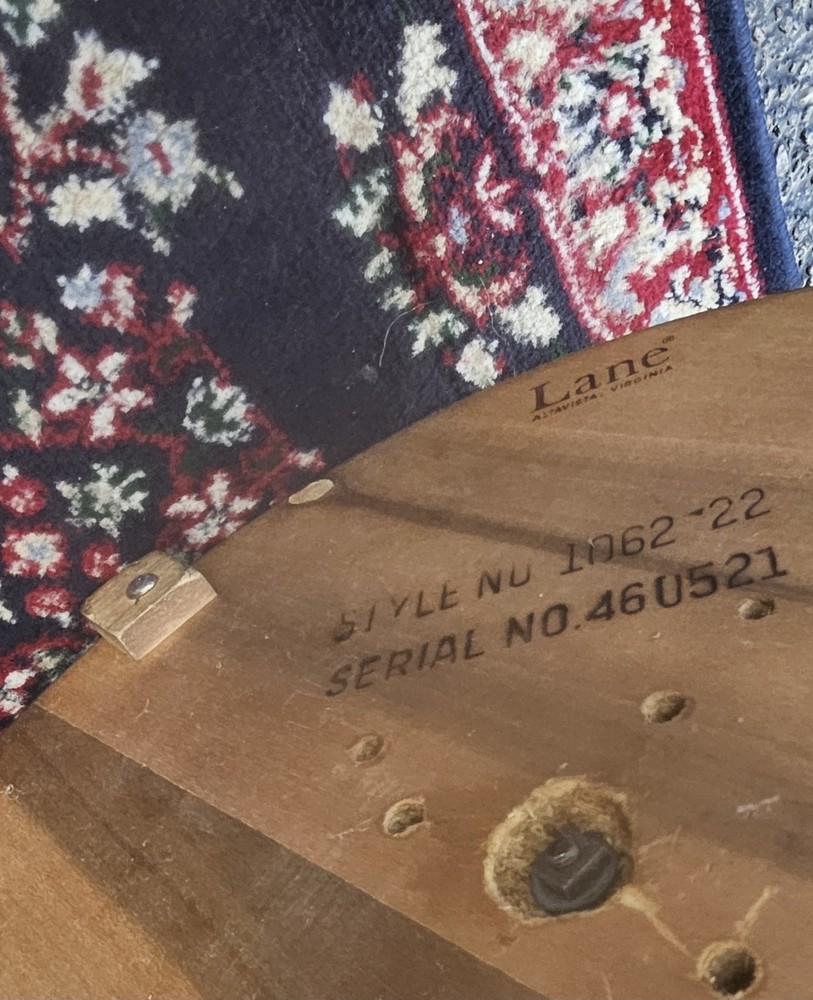 Lane®
ALTAVISTA, VIRGINIA
STYLE NO 1062-22
SERIAL NO.460521